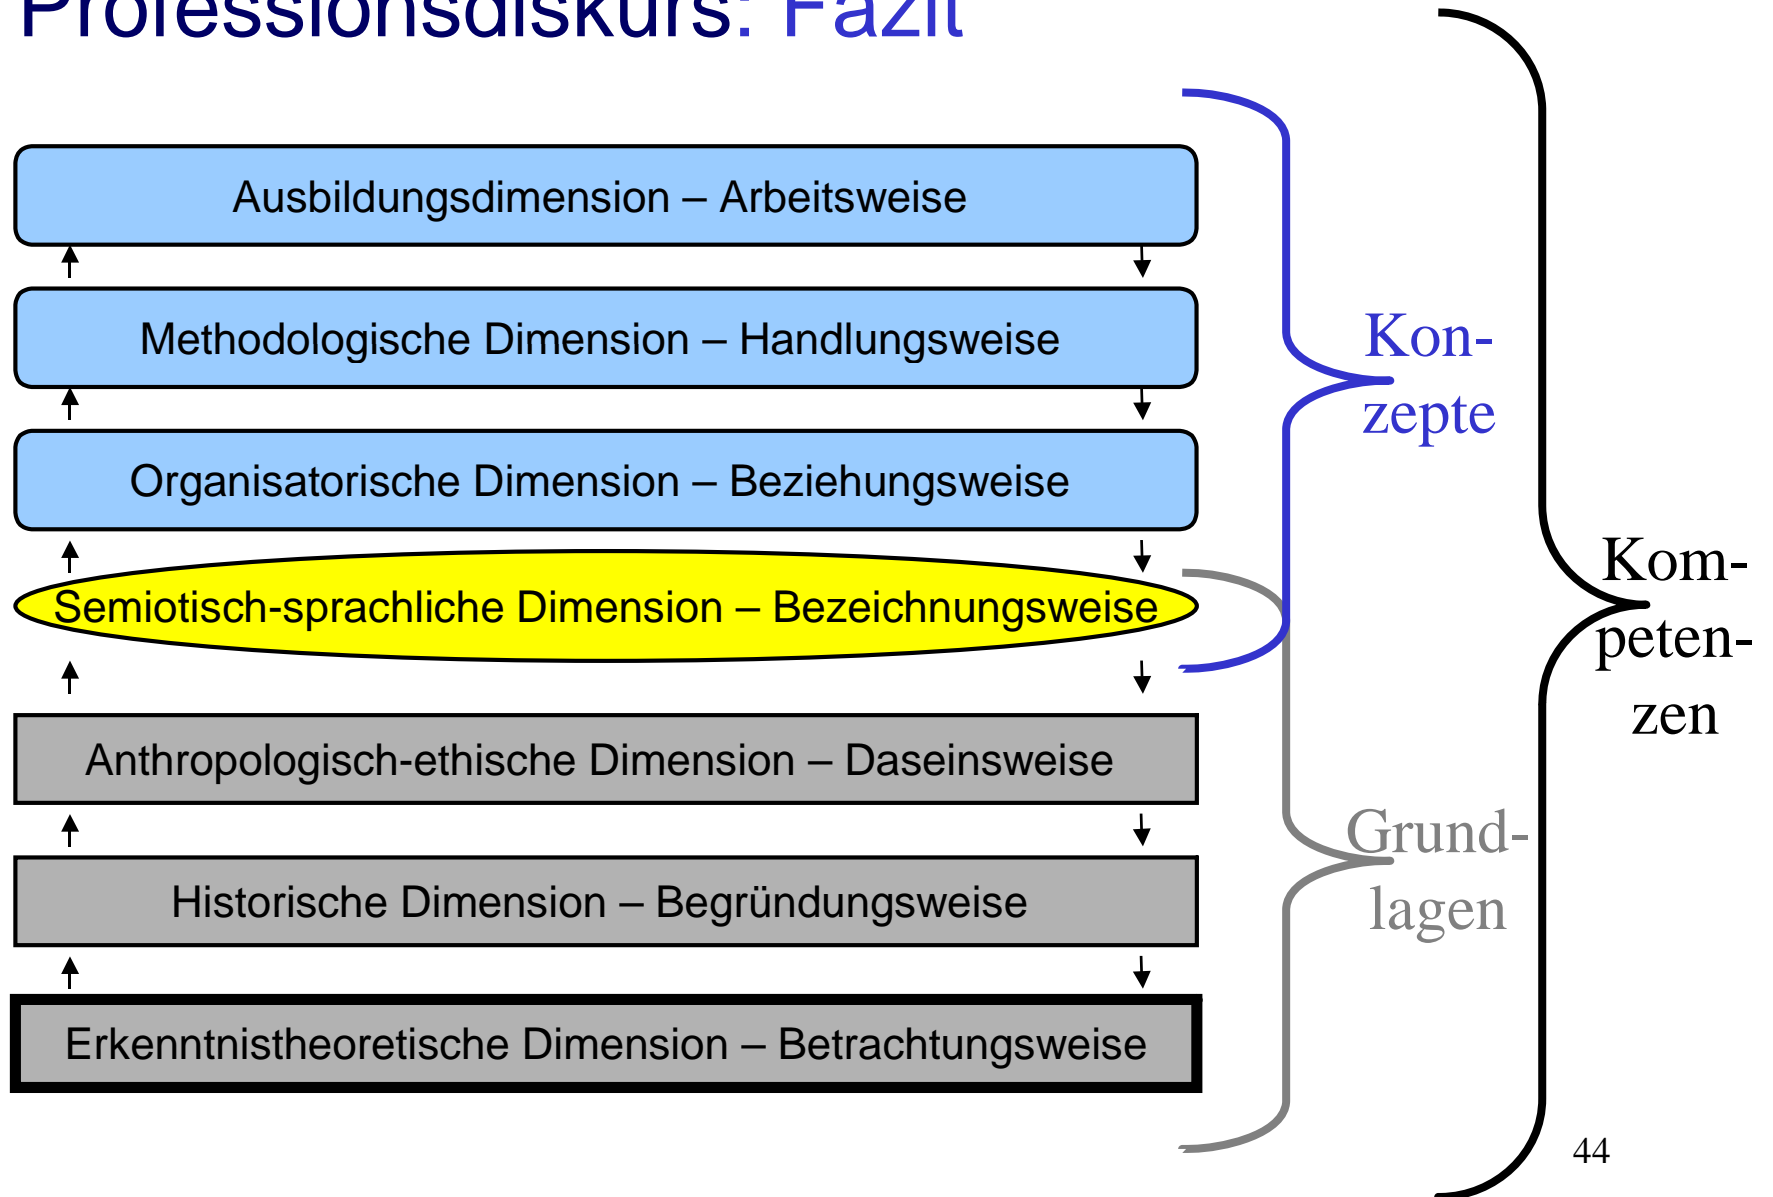 Professionsdiskurs: Fazit
Ausbildungsdimension – Arbeitsweise
Methodologische Dimension – Handlungsweise
Organisatorische Dimension – Beziehungsweise
Semiotisch-sprachliche Dimension – Bezeichnungsweise
Anthropologisch-ethische Dimension – Daseinsweise
Historische Dimension – Begründungsweise
Erkenntnistheoretische Dimension – Betrachtungsweise
Kon-
zepte
Grund-
lagen
Kom-
peten-
zen
44